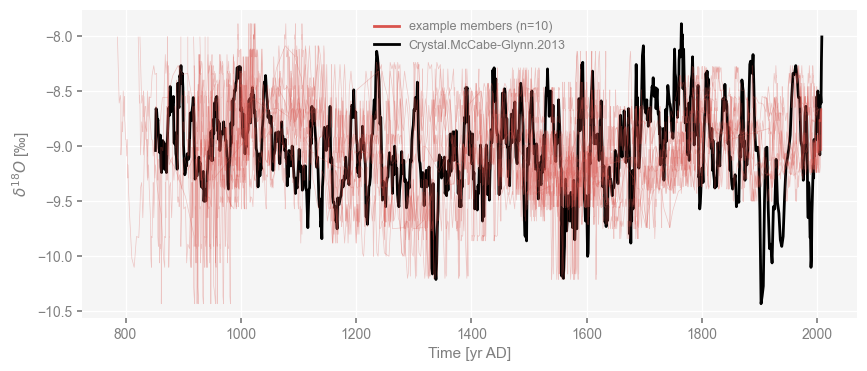 example members (n=10)
Crystal.McCabe-Glynn.2013
−8.0
−8.5
−9.0
−9.5
−10.0
−10.5
δ¹⁸O [‰]
800 1000 1200 1400 1600 1800 2000
Time [yr AD]